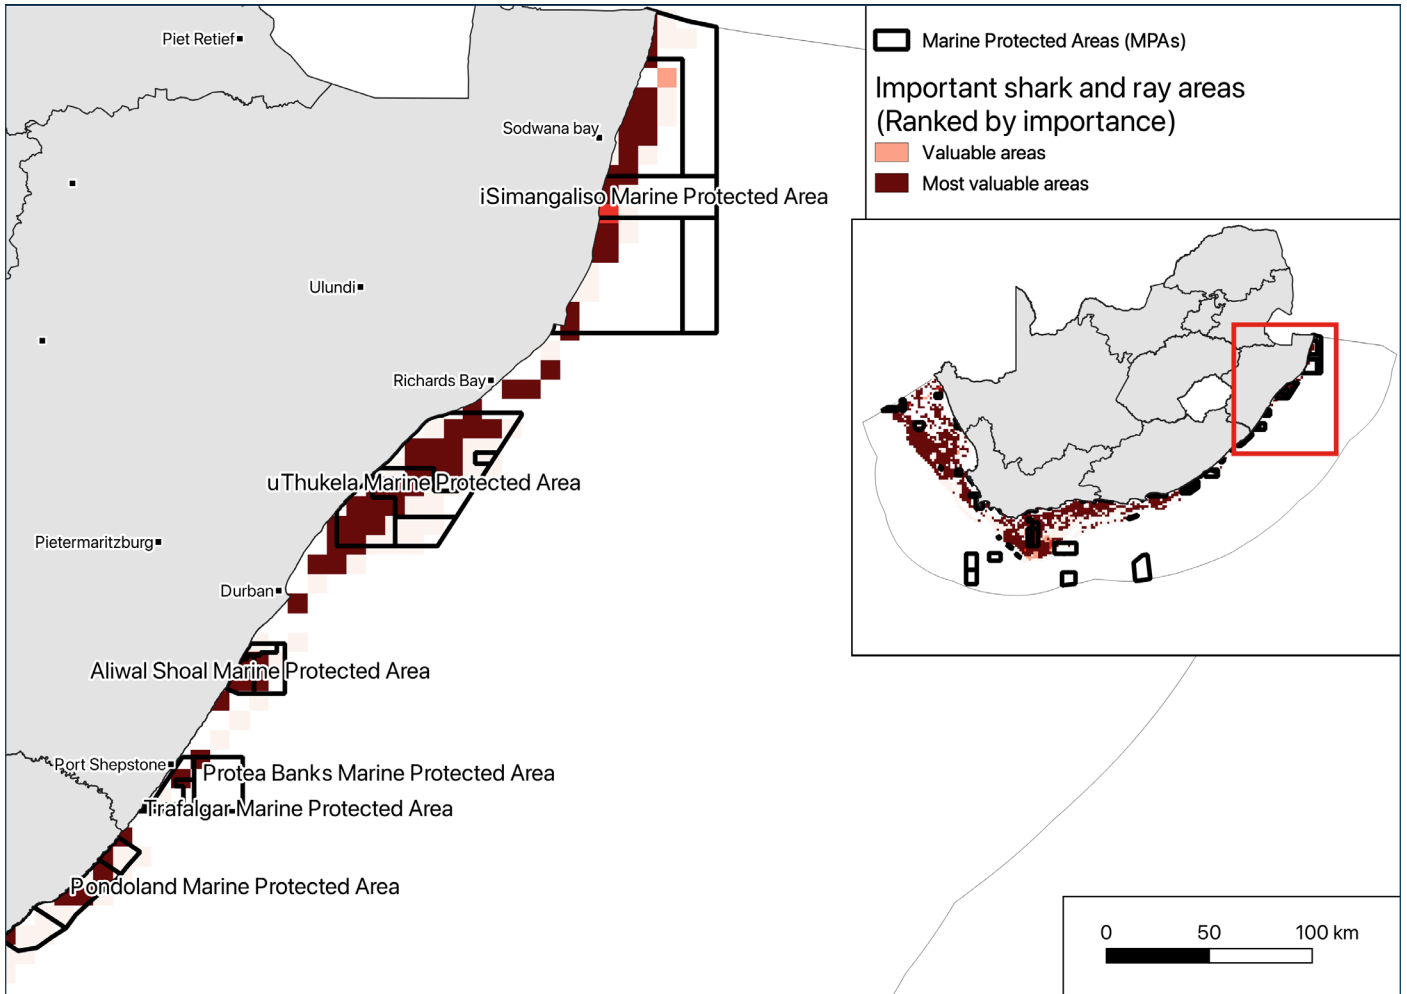 Piet Retief
Marine Protected Areas (MPAs)
Important shark and ray areas
(Ranked by importance)
Valuable areas
Most valuable areas
Sodwana bay
iSimangaliso Marine Protected Area
Ulundi
Richards Bay
uThukela Marine Protected Area
Pietermaritzburg
Durban
Aliwal Shoal Marine Protected Area
Port Shepstone
Protea Banks Marine Protected Area
Trafalgar Marine Protected Area
Pondoland Marine Protected Area
0 50 100 km